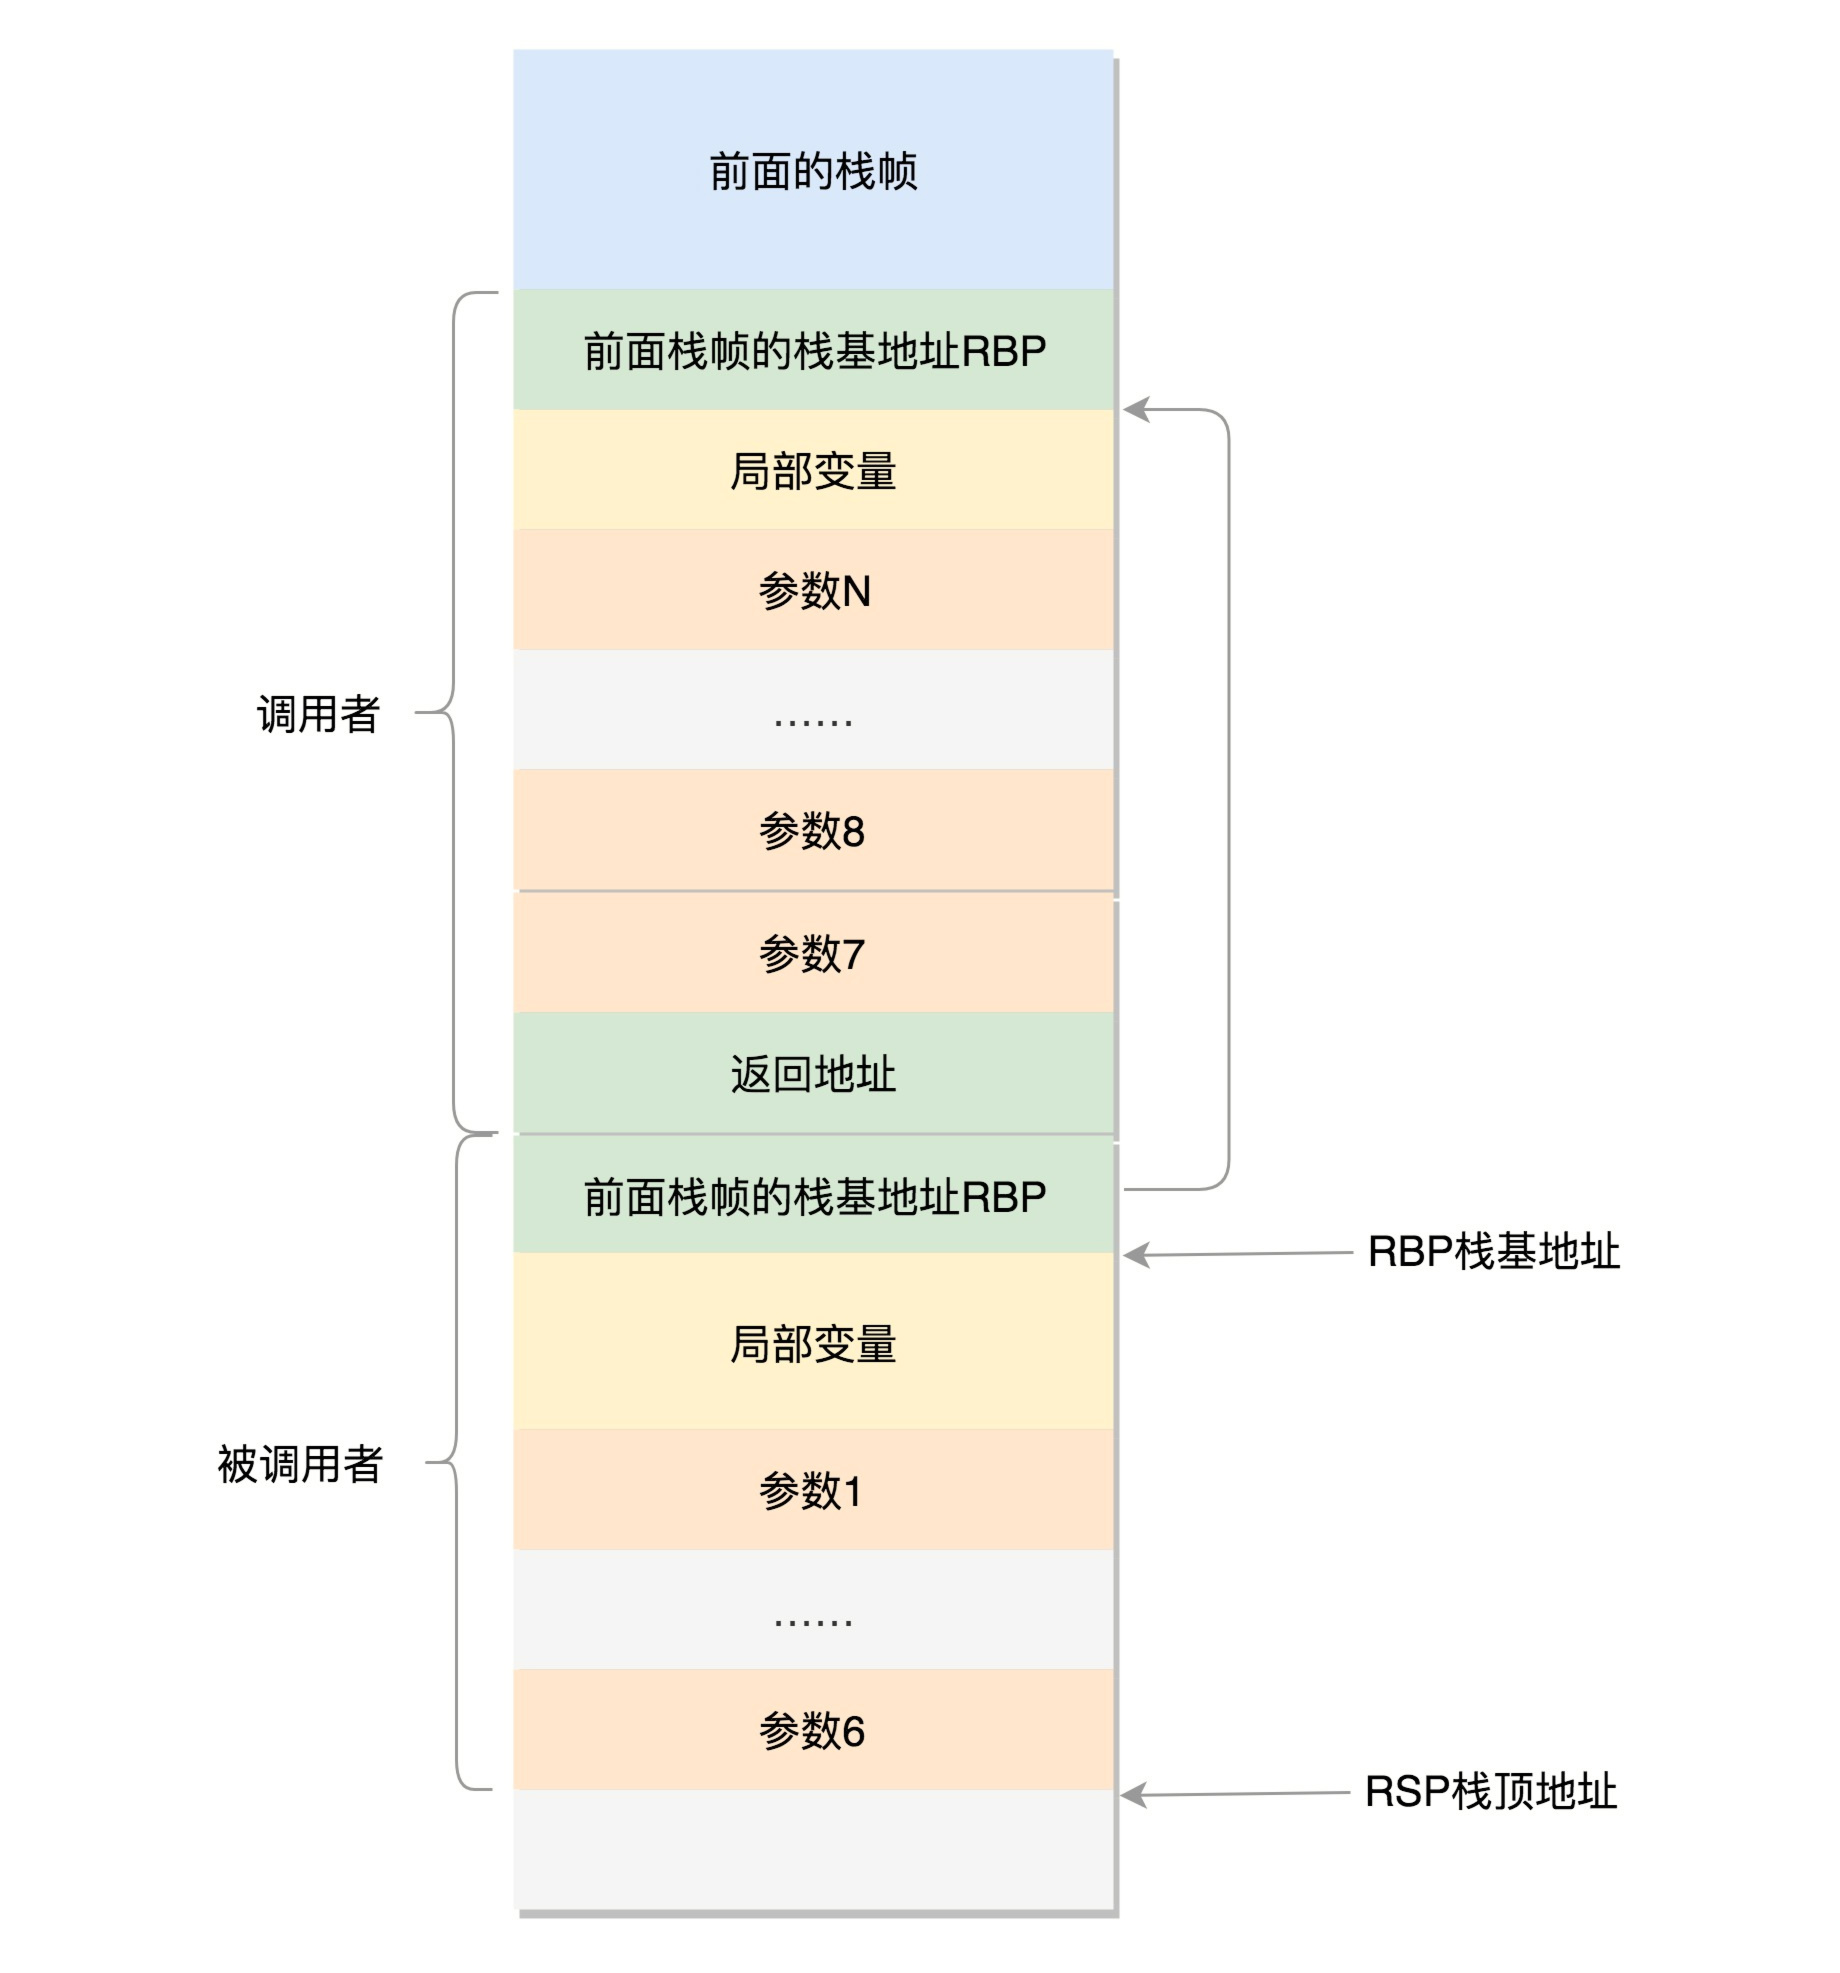 前面的栈帧
前面栈帧的栈基地址RBP
局部变量
参数N
......
调用者
参数8
参数7
返回地址
前面栈帧的栈基地址RBP
RBP栈基地址
局部变量
被调用者
参数1
......
参数6
RSP栈顶地址